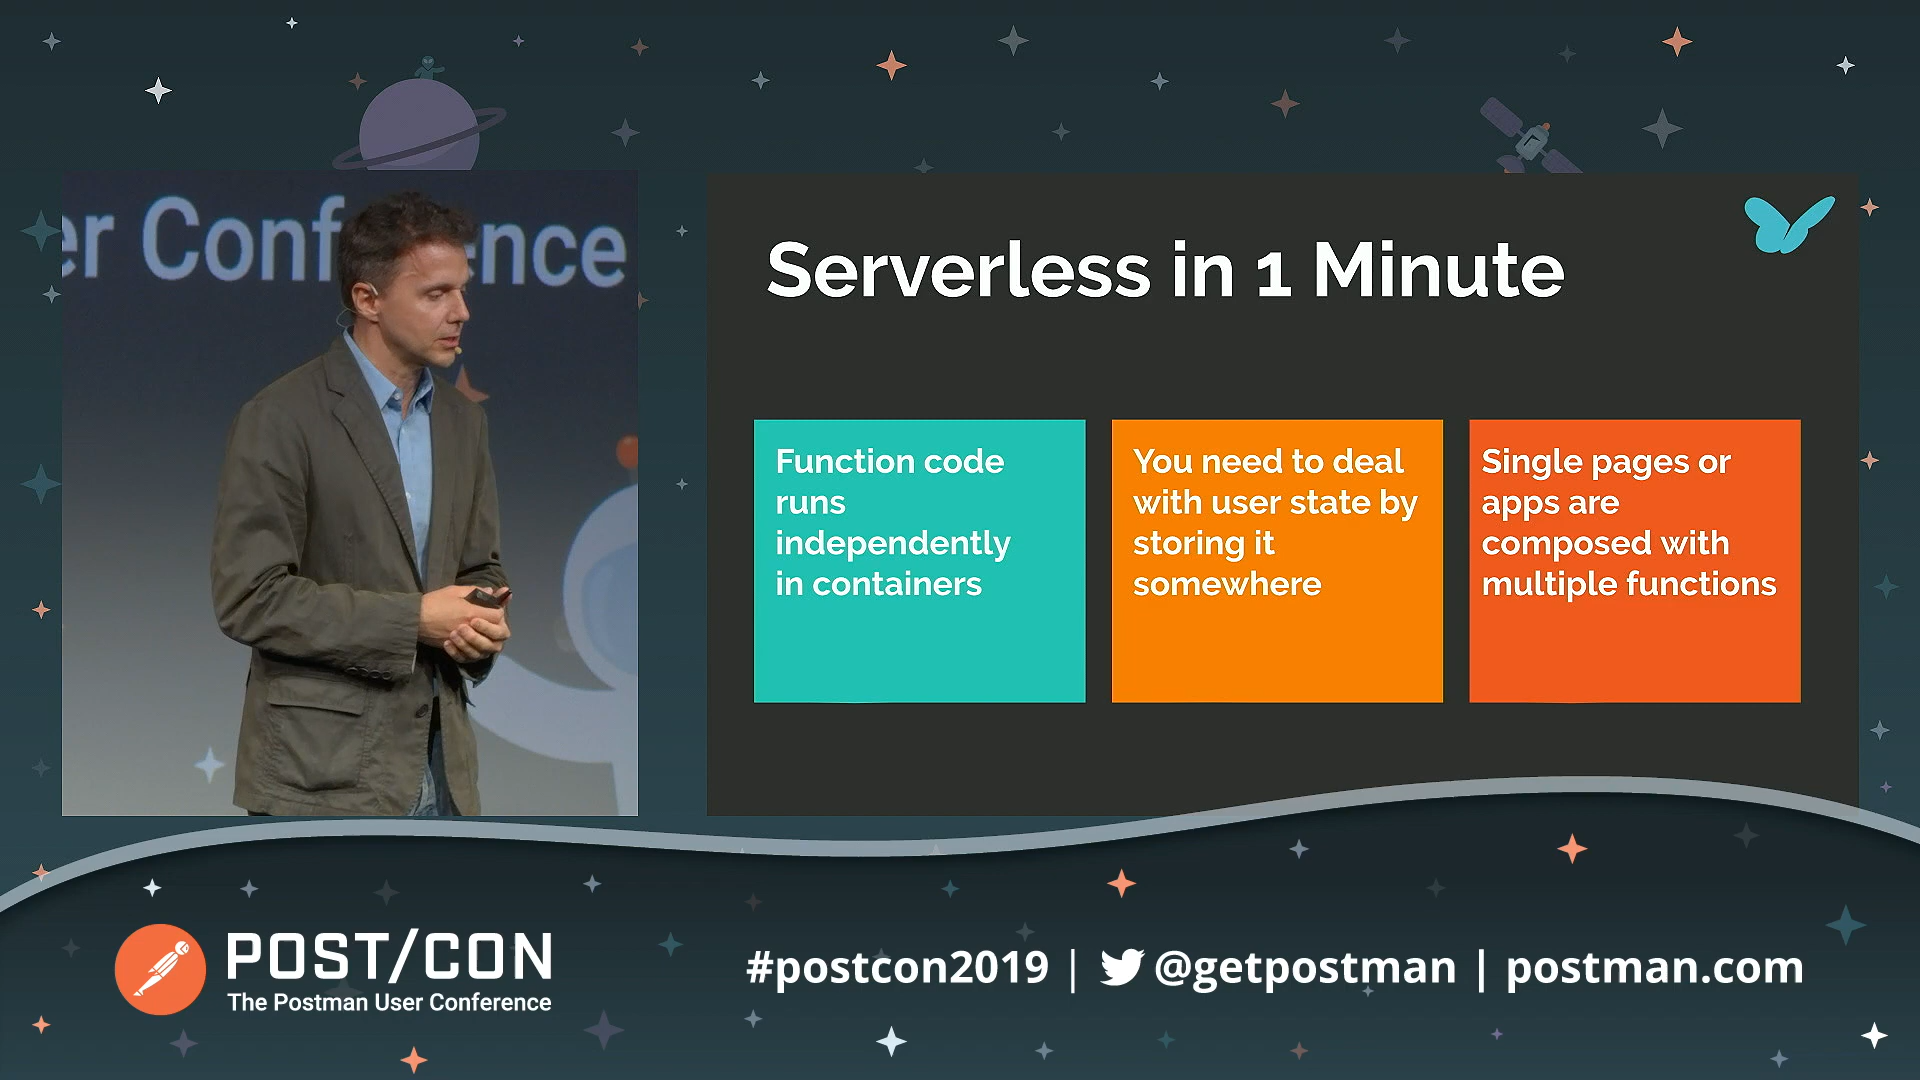 er Conference
Serverless in 1 Minute
Function code
runs
independently
in containers
You need to deal
with user state by
storing it
somewhere
Single pages or
apps are
composed with
multiple functions
POST/CON
The Postman User Conference
#postcon2019 | @getpostman | postman.com